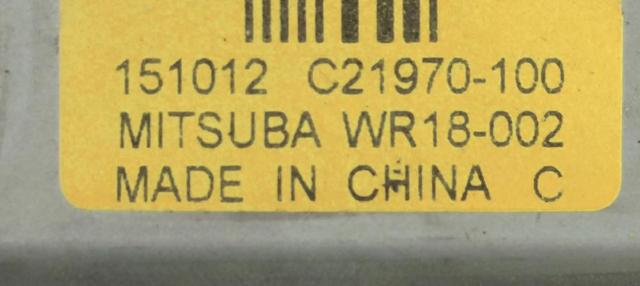 151012 C21970-100
MITSUBA WR18-002
MADE IN CHINA C